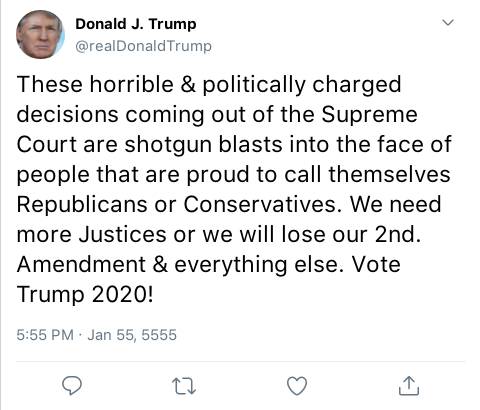 Donald J. Trump
@realDonaldTrump
These horrible & politically charged
decisions coming out of the Supreme
Court are shotgun blasts into the face of
people that are proud to call themselves
Republicans or Conservatives. We need
more Justices or we will lose our 2nd.
Amendment & everything else. Vote
Trump 2020!
5:55 PM · Jan 55, 5555